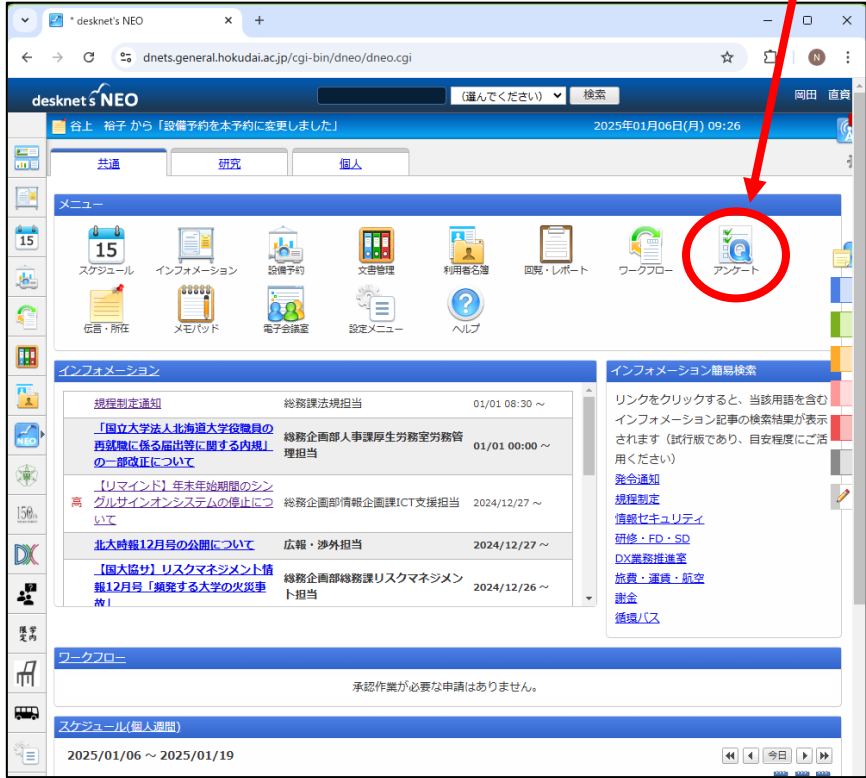 * desknet's NEO
dnets.general.hokudai.ac.jp/cgi-bin/dneo/dneo.cgi
N
desknet's NEO
(選んでください)
検索
岡田 直貞
谷上 裕子 から「設備予約を本予約に変更しました」
2025年01月06日(月) 09:26
共通
研究
個人
メニュー
15
15
スケジュール
インフォメーション
設備予約
文書管理
利用者名簿
回覧・レポート
ワークフロー
アンケート
伝言・所在
メモパッド
電子会議室
設定メニュー
ヘルプ
インフォメーション
規程制定通知
総務課法規担当
01/01 08:30 ～
「国立大学法人北海道大学役職員の
再就職に係る届出等に関する内規」
の一部改正について
総務企画部人事課厚生労務室労務管
理担当
01/01 00:00 ～
高
【リマインド】年末年始期間のシン
グルサインオンシステムの停止につ
いて
総務企画部情報企画課ICT支援担当
2024/12/27 ～
北大時報12月号の公開について
広報・渉外担当
2024/12/27 ～
【国大協サ】リスクマネジメント情
報12月号「頻発する大学の火災事
故」
総務企画部総務課リスクマネジメン
ト担当
2024/12/26 ～
インフォメーション簡易検索
リンクをクリックすると、当該用語を含む
インフォメーション記事の検索結果が表示
されます（試行版であり、目安程度にご活
用ください）
発令通知
規程制定
情報セキュリティ
研修・FD・SD
DX業務推進室
旅費・運賃・航空
謝金
循環バス
NEO
150
DX
限学
定内
ワークフロー
承認作業が必要な申請はありません。
スケジュール(個人週間)
2025/01/06 ～ 2025/01/19
今日